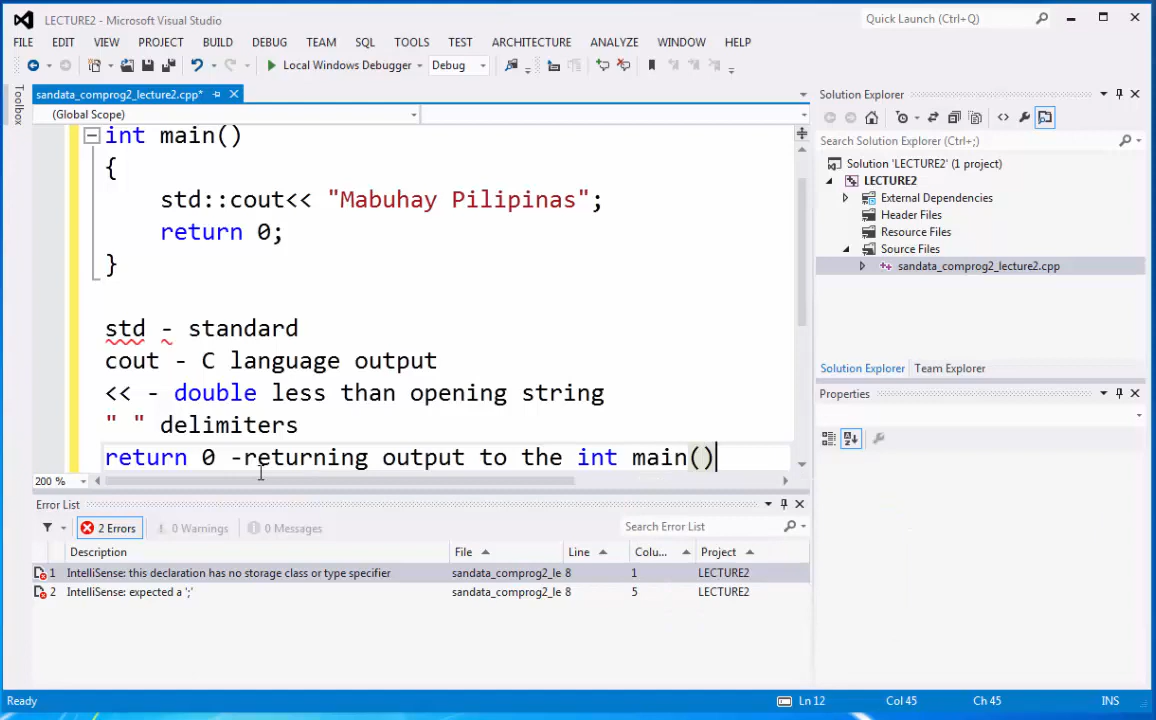 LECTURE2 - Microsoft Visual Studio
Quick Launch (Ctrl+Q)
FILE EDIT VIEW PROJECT BUILD DEBUG TEAM SQL TOOLS TEST ARCHITECTURE ANALYZE WINDOW HELP
Local Windows Debugger Debug
Toolbox
sandata_comprog2_lecture2.cpp*
(Global Scope)
int main()
{
std::cout<< "Mabuhay Pilipinas";
return 0;
}
std - standard
cout - C language output
<< - double less than opening string
" " delimiters
return 0 -returning output to the int main()
200 %
Solution Explorer
Search Solution Explorer (Ctrl+;)
Solution 'LECTURE2' (1 project)
LECTURE2
External Dependencies
Header Files
Resource Files
Source Files
sandata_comprog2_lecture2.cpp
Solution Explorer Team Explorer
Properties
Error List
2 Errors 0 Warnings 0 Messages
Search Error List
Description File Line Colu... Project
1 IntelliSense: this declaration has no storage class or type specifier sandata_comprog2_le 8 1 LECTURE2
2 IntelliSense: expected a ';' sandata_comprog2_le 8 5 LECTURE2
Ready Ln 12 Col 45 Ch 45 INS